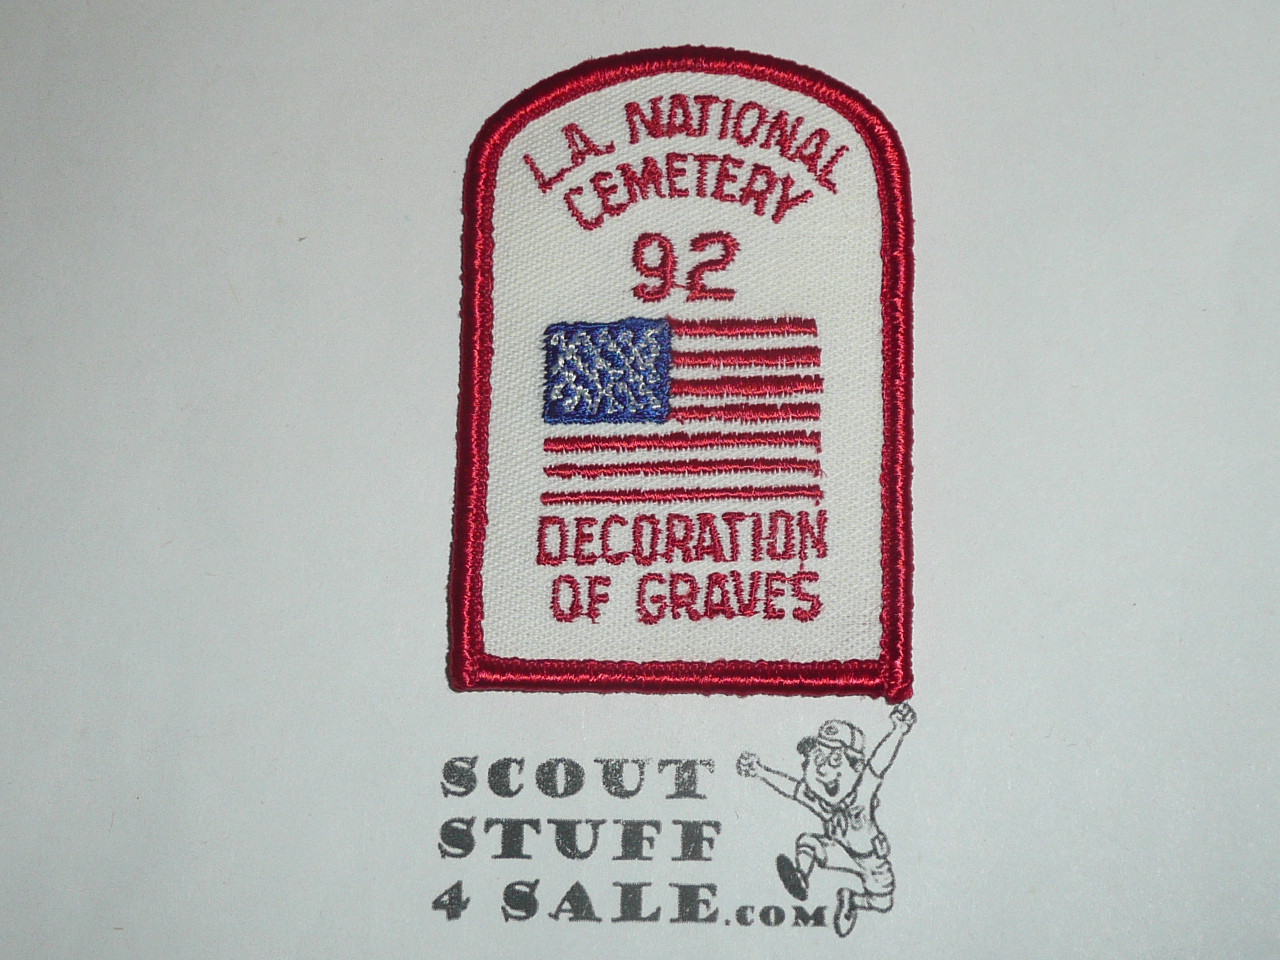 L.A. NATIONAL
CEMETERY
92
DECORATION
OF GRAVES
SCOUT
STUFF
4 SALE.COM